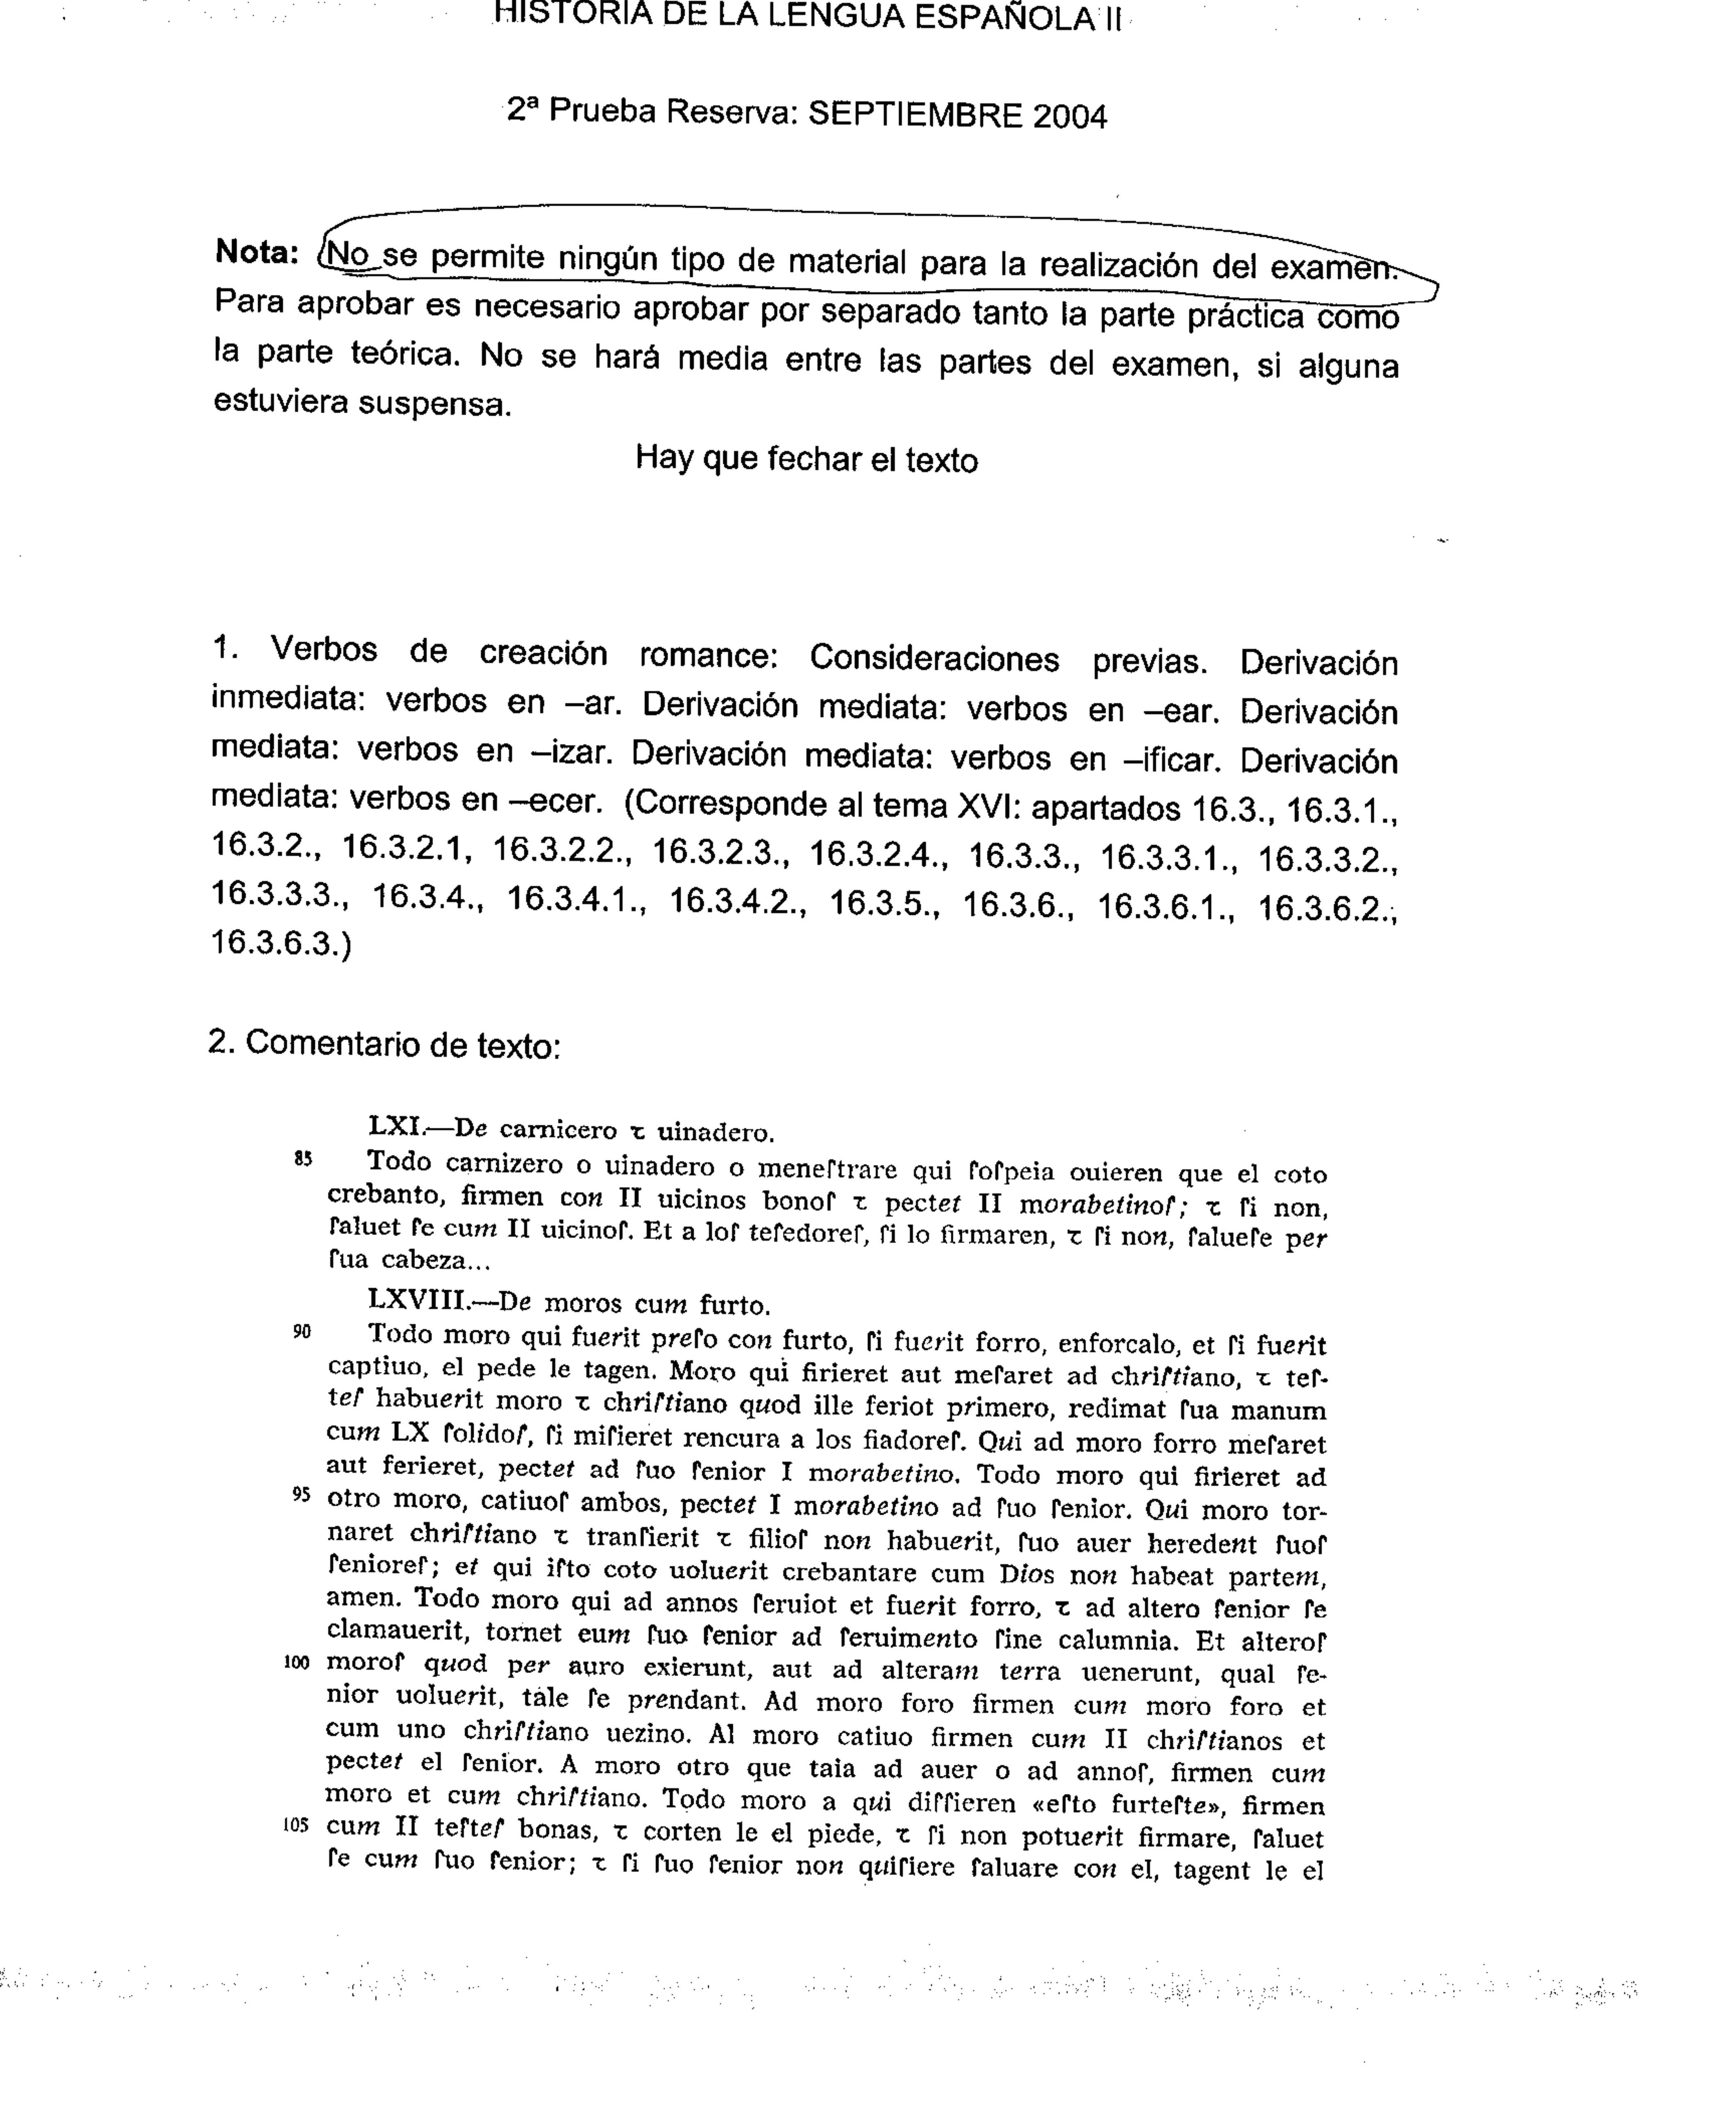 HISTORIA DE LA LENGUA ESPAÑOLA II
2ª Prueba Reserva: SEPTIEMBRE 2004
Nota: No se permite ningún tipo de material para la realización del examen.
Para aprobar es necesario aprobar por separado tanto la parte práctica como
la parte teórica. No se hará media entre las partes del examen, si alguna
estuviera suspensa.
Hay que fechar el texto
1. Verbos de creación romance: Consideraciones previas. Derivación
inmediata: verbos en –ar. Derivación mediata: verbos en –ear. Derivación
mediata: verbos en –izar. Derivación mediata: verbos en –ificar. Derivación
mediata: verbos en –ecer. (Corresponde al tema XVI: apartados 16.3., 16.3.1.,
16.3.2., 16.3.2.1, 16.3.2.2., 16.3.2.3., 16.3.2.4., 16.3.3., 16.3.3.1., 16.3.3.2.,
16.3.3.3., 16.3.4., 16.3.4.1., 16.3.4.2., 16.3.5., 16.3.6., 16.3.6.1., 16.3.6.2.,
16.3.6.3.)
2. Comentario de texto:
LXI.—De carnicero τ uinadero.
85 Todo carnizero o uinadero o meneſtrare qui ſoſpeia ouieren que el coto
crebanto, firmen con II uicinos bonoſ τ pectet II morabetinoſ; τ ſi non,
ſaluet ſe cum II uicinoſ. Et a loſ teſedoreſ, ſi lo firmaren, τ ſi non, ſalueſe per
ſua cabeza...
LXVIII.—De moros cum furto.
90 Todo moro qui fuerit preſo con furto, ſi fuerit forro, enforcalo, et ſi fuerit
captiuo, el pede le tagen. Moro qui firieret aut meſaret ad chriſtiano, τ teſ-
teſ habuerit moro τ chriſtiano quod ille feriot primero, redimat ſua manum
cum LX ſolidoſ, ſi miſieret rencura a los fiadoreſ. Qui ad moro forro meſaret
aut ferieret, pectet ad ſuo ſenior I morabetino. Todo moro qui firieret ad
95 otro moro, catiuoſ ambos, pectet I morabetino ad ſuo ſenior. Qui moro tor-
naret chriſtiano τ tranſierit τ filioſ non habuerit, ſuo auer heredent ſuoſ
ſenioreſ; et qui iſto coto uoluerit crebantare cum Dios non habeat partem,
amen. Todo moro qui ad annos ſeruiot et fuerit forro, τ ad altero ſenior ſe
clamauerit, tornet eum ſuo ſenior ad ſeruimento ſine calumnia. Et alteroſ
100 moroſ quod per auro exierunt, aut ad alteram terra uenerunt, qual ſe-
nior uoluerit, tale ſe prendant. Ad moro foro firmen cum moro foro et
cum uno chriſtiano uezino. Al moro catiuo firmen cum II chriſtianos et
pectet el ſenior. A moro otro que taia ad auer o ad annoſ, firmen cum
moro et cum chriſtiano. Todo moro a qui diſſieren «eſto furteſte», firmen
105 cum II teſteſ bonas, τ corten le el piede, τ ſi non potuerit firmare, ſaluet
ſe cum ſuo ſenior; τ ſi ſuo ſenior non quiſiere ſaluare con el, tagent le el